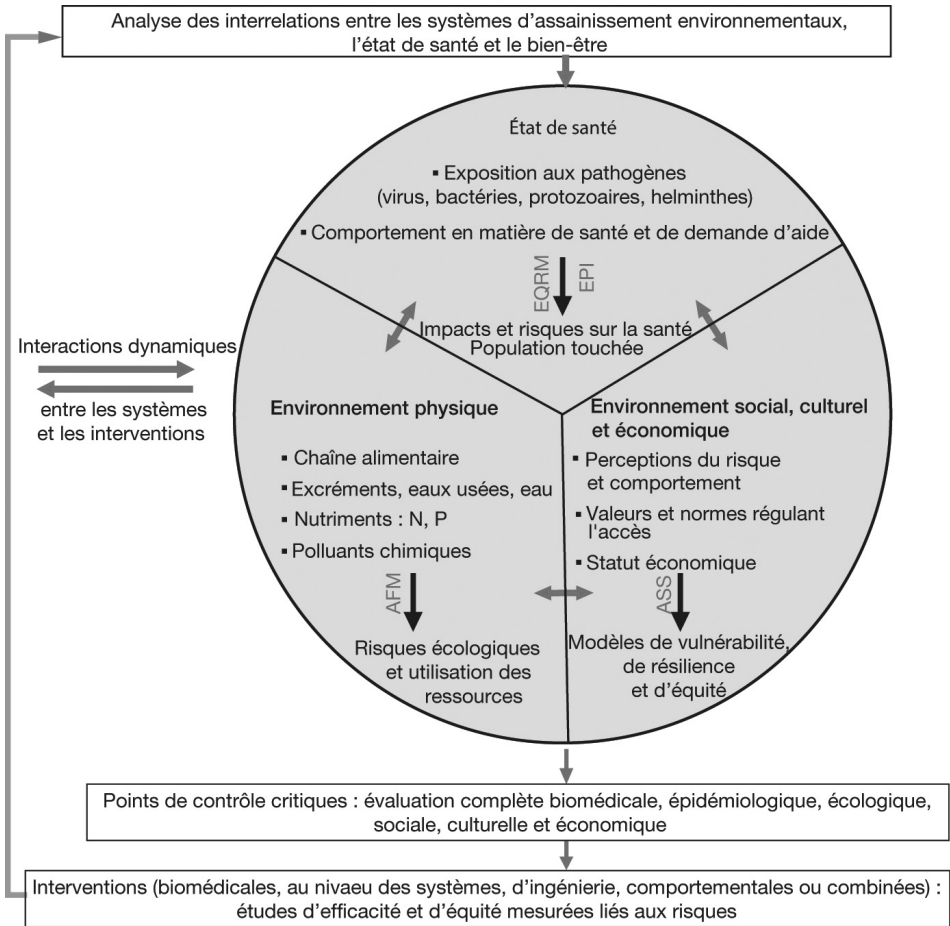 Analyse des interrelations entre les systèmes d'assainissement environnementaux,
l'état de santé et le bien-être
État de santé
▪ Exposition aux pathogènes
(virus, bactéries, protozoaires, helminthes)
▪ Comportement en matière de santé et de demande d'aide
EQRM
EPI
Impacts et risques sur la santé
Population touchée
Interactions dynamiques
entre les systèmes
et les interventions
Environnement physique
▪ Chaîne alimentaire
▪ Excréments, eaux usées, eau
▪ Nutriments : N, P
▪ Polluants chimiques
AFM
Risques écologiques
et utilisation des
ressources
Environnement social, culturel
et économique
▪ Perceptions du risque
et comportement
▪ Valeurs et normes régulant
l'accès
▪ Statut économique
ASS
Modèles de vulnérabilité,
de résilience
et d'équité
Points de contrôle critiques : évaluation complète biomédicale, épidémiologique, écologique,
sociale, culturelle et économique
Interventions (biomédicales, au nivaeu des systèmes, d'ingénierie, comportementales ou combinées) :
études d'efficacité et d'équité mesurées liés aux risques